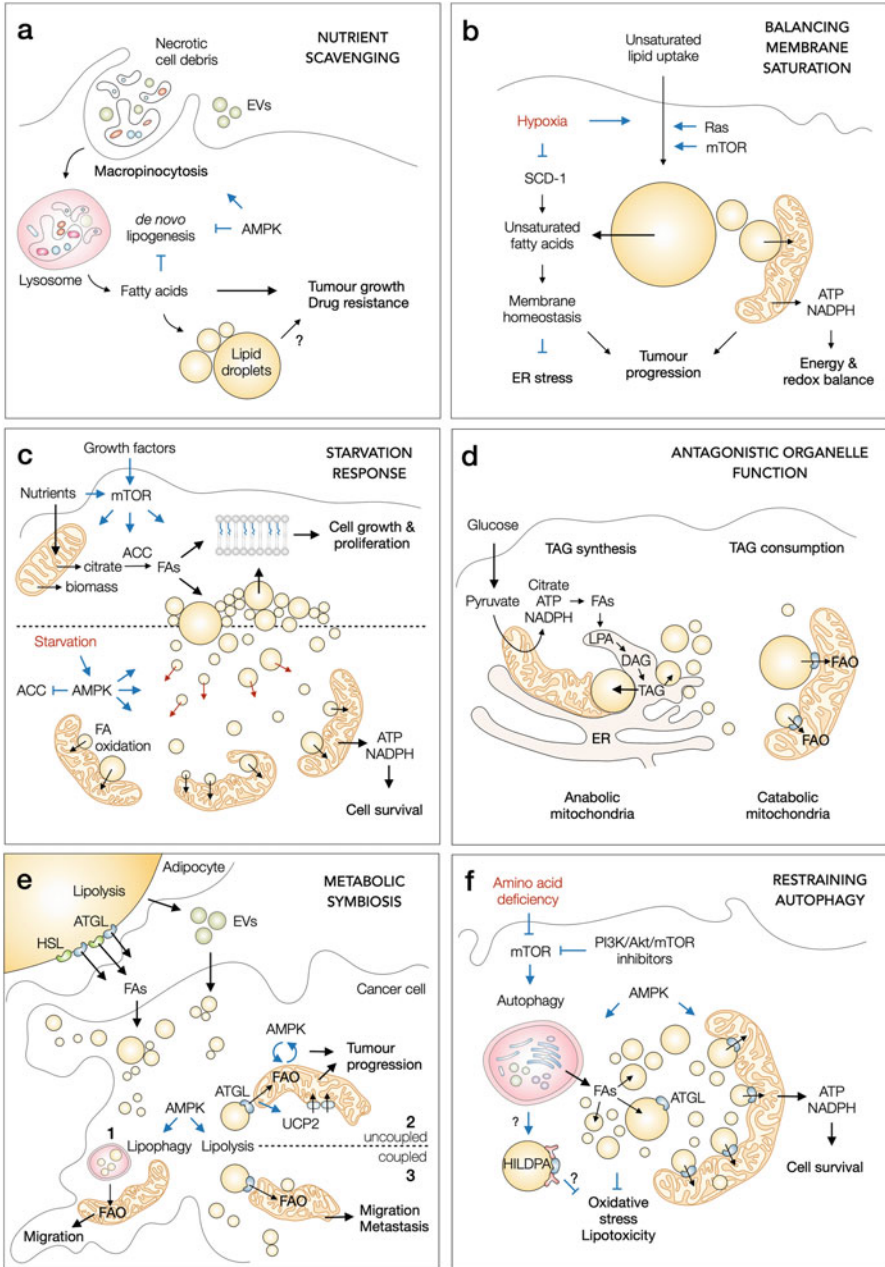 a
NUTRIENT
SCAVENGING
Necrotic
cell debris
EVs
Macropinocytosis
de novo
lipogenesis
AMPK
Lysosome
Fatty acids
Tumour growth
Drug resistance
?
Lipid
droplets
b
BALANCING
MEMBRANE
SATURATION
Unsaturated
lipid uptake
Hypoxia
Ras
mTOR
SCD-1
Unsaturated
fatty acids
Membrane
homeostasis
ATP
NADPH
ER stress
Tumour
progression
Energy &
redox balance
c
STARVATION
RESPONSE
Growth factors
Nutrients
mTOR
ACC
citrate
FAs
biomass
Cell growth &
proliferation
Starvation
ACC
AMPK
FA
oxidation
ATP
NADPH
Cell survival
d
ANTAGONISTIC ORGANELLE
FUNCTION
Glucose
TAG synthesis
TAG consumption
Pyruvate
Citrate
ATP
NADPH
FAs
LPA
DAG
TAG
ER
FAO
FAO
Anabolic
mitochondria
Catabolic
mitochondria
e
METABOLIC
SYMBIOSIS
Adipocyte
Lipolysis
ATGL
HSL
EVs
FAs
Cancer cell
AMPK
Tumour
progression
FAO
ATGL
UCP2
AMPK
1
Lipophagy
Lipolysis
2
uncoupled
coupled
3
FAO
FAO
Migration
Migration
Metastasis
f
RESTRAINING
AUTOPHAGY
Amino acid
deficiency
mTOR
PI3K/Akt/mTOR
inhibitors
Autophagy
AMPK
FAs
ATGL
?
HILDPA
?
Oxidative
stress
Lipotoxicity
ATP
NADPH
Cell survival